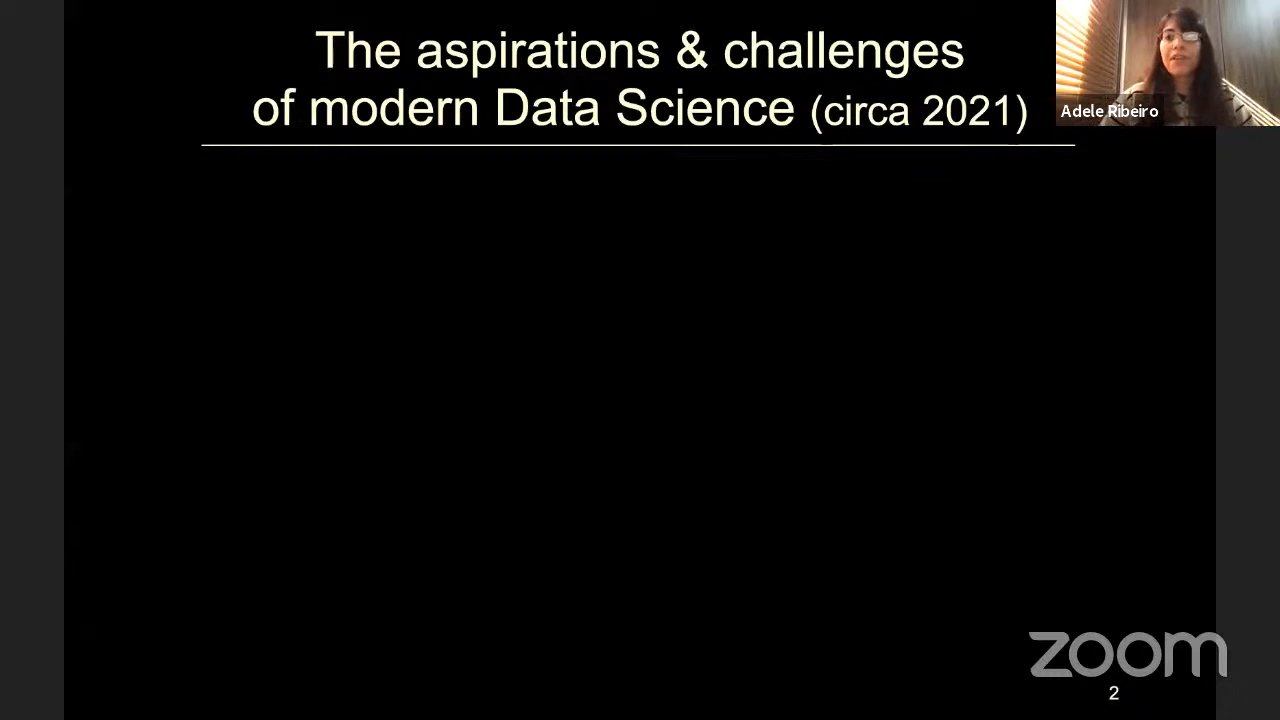 The aspirations & challenges
of modern Data Science (circa 2021)
Adele Ribeiro
zoom
2